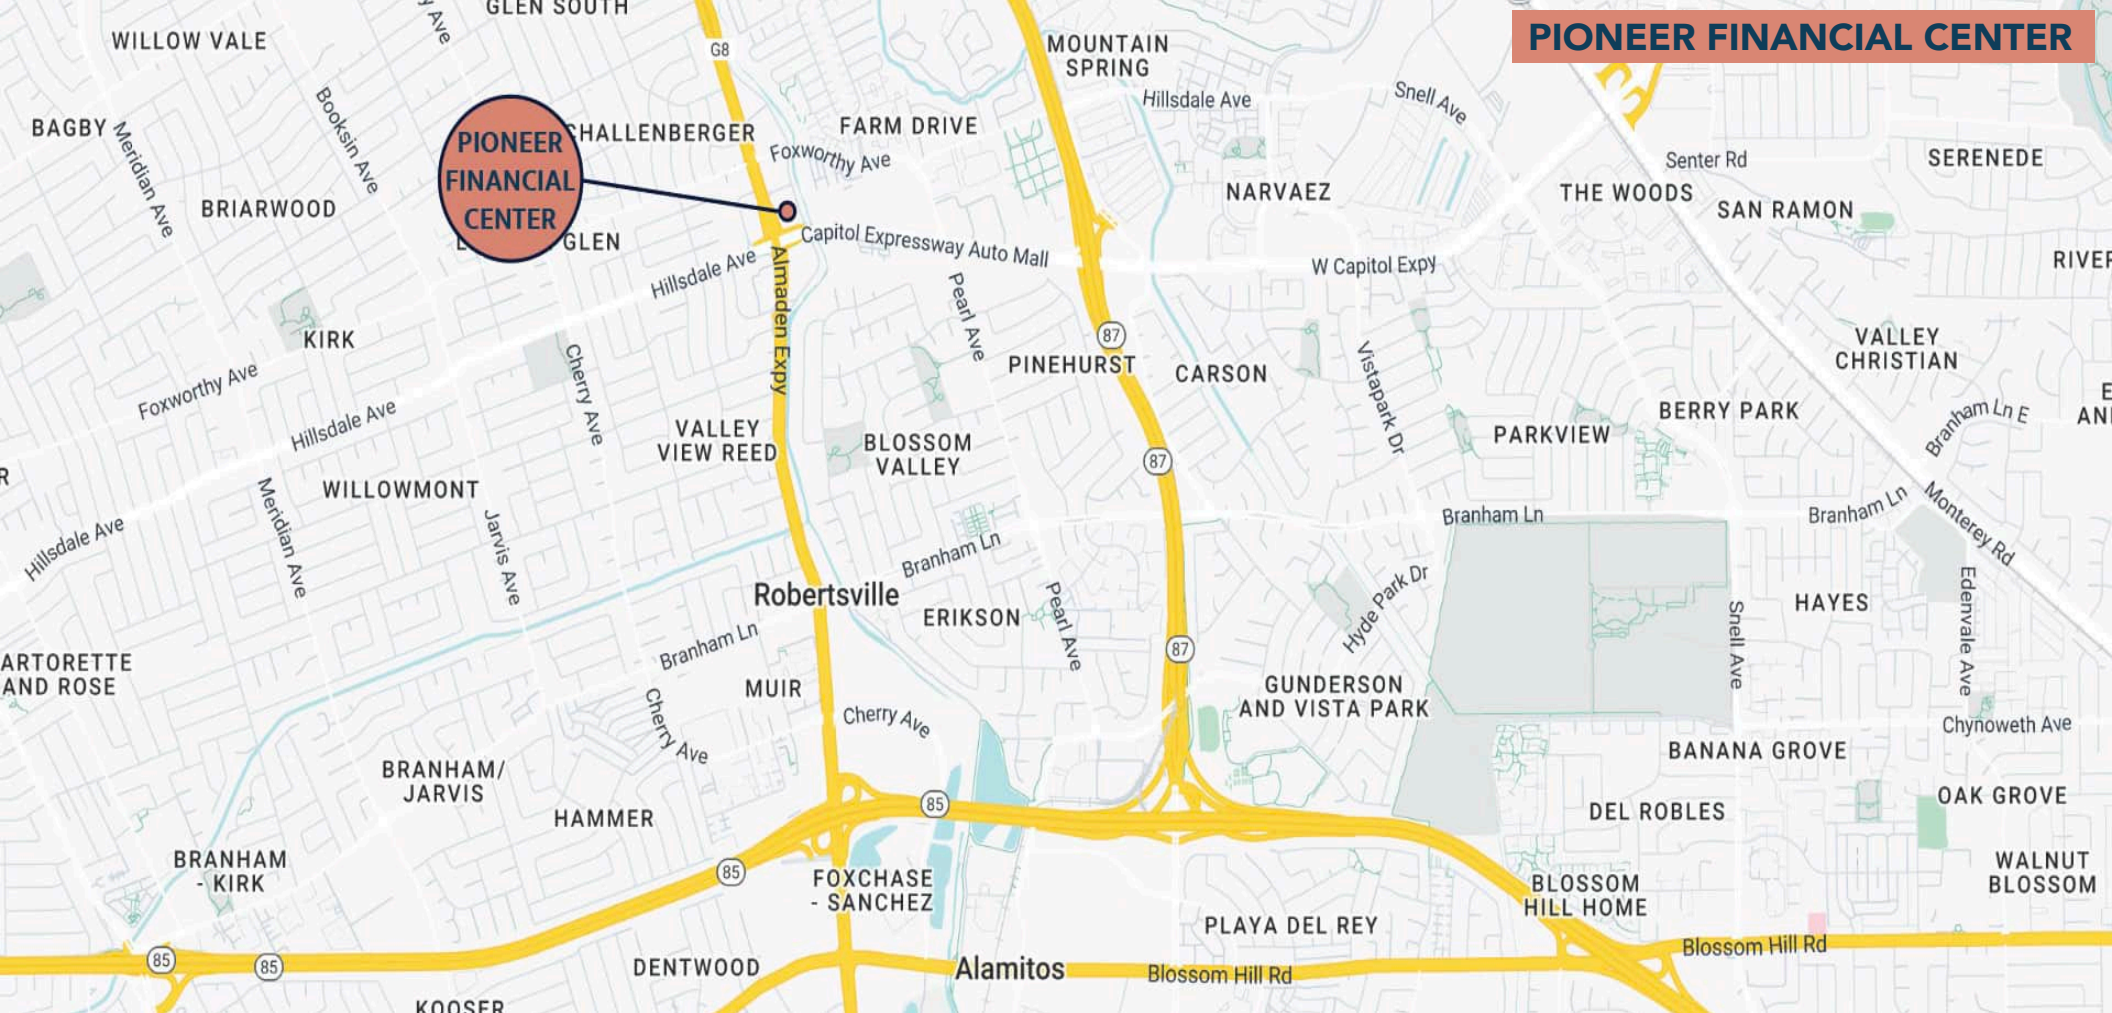 GLEN SOUTH
PIONEER FINANCIAL CENTER
WILLOW VALE
y Ave
G8
MOUNTAIN
SPRING
Hillsdale Ave
Snell Ave
BAGBY
Meridian Ave
Booksin Ave
PIONEER
FINANCIAL
CENTER
SHALLENBERGER
FARM DRIVE
Foxworthy Ave
Senter Rd
SERENEDE
NARVAEZ
THE WOODS
SAN RAMON
BRIARWOOD
GLEN
Hillsdale Ave
Capitol Expressway Auto Mall
W Capitol Expy
RIVER
Almaden Expy
Pearl Ave
KIRK
87
PINEHURST
CARSON
Vistapark Dr
VALLEY
CHRISTIAN
Foxworthy Ave
Hillsdale Ave
Cherry Ave
VALLEY
VIEW REED
BLOSSOM
VALLEY
87
PARKVIEW
BERRY PARK
Branham Ln E
E
AN
R
WILLOWMONT
Hillsdale Ave
Meridian Ave
Jarvis Ave
Branham Ln
Branham Ln
Branham Ln
Monterey Rd
Robertsville
ERIKSON
Pearl Ave
Hyde Park Dr
Snell Ave
HAYES
Edenvale Ave
ARTORETTE
AND ROSE
Branham Ln
87
MUIR
Cherry Ave
Cherry Ave
GUNDERSON
AND VISTA PARK
Chynoweth Ave
BANANA GROVE
BRANHAM/
JARVIS
HAMMER
85
DEL ROBLES
OAK GROVE
BRANHAM
- KIRK
85
FOXCHASE
- SANCHEZ
BLOSSOM
HILL HOME
WALNUT
BLOSSOM
PLAYA DEL REY
85
85
DENTWOOD
Alamitos
Blossom Hill Rd
Blossom Hill Rd
KOOSER